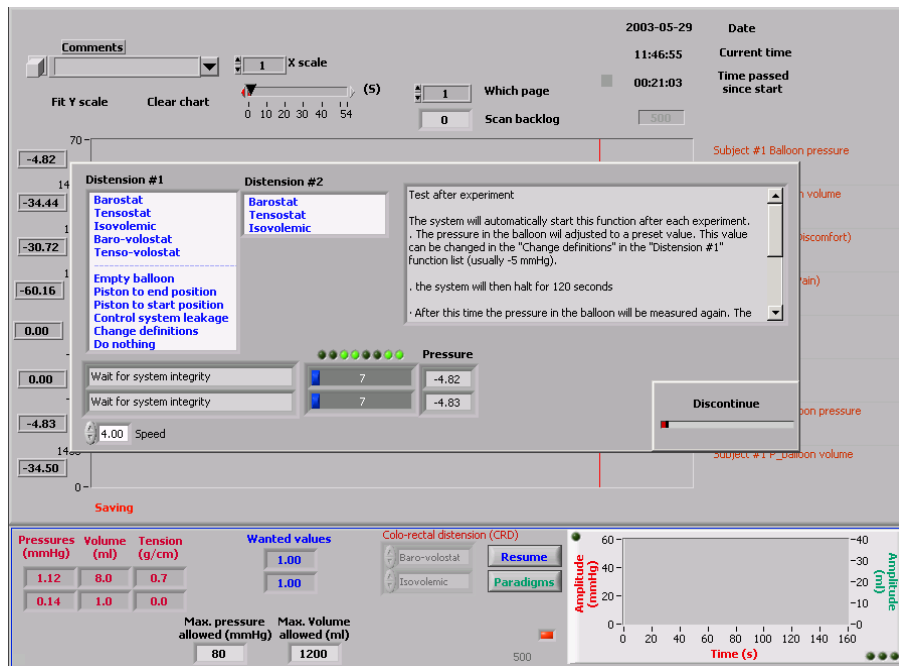 2003-05-29 Date
Comments
11:46:55 Current time
1 X scale
00:21:03 Time passed
since start
(S)
1 Which page
Fit Y scale Clear chart
0 10 20 30 40 54
0 Scan backlog
500
70
-4.82
Subject #1 Balloon pressure
14
-34.44
n volume
1
-30.72
Discomfort)
1
-60.16
ain)
0.00
0.00
-4.83
oon pressure
-34.50
0
Saving
Distension #1
Barostat
Tensostat
Isovolemic
Baro-volostat
Tenso-volostat
Empty balloon
Piston to end position
Piston to start position
Control system leakage
Change definitions
Do nothing
Distension #2
Barostat
Tensostat
Isovolemic
Test after experiment
The system will automatically start this function after each experiment.
. The pressure in the balloon wil adjusted to a preset value. This value
can be changed in the "Change definitions" in the "Distension #1"
function list (usually -5 mmHg).
. the system will then halt for 120 seconds
· After this time the pressure in the balloon will be measured again. The
Pressure
Wait for system integrity 7 -4.82
Wait for system integrity 7 -4.83
4.00 Speed
Discontinue
Pressures
(mmHg)
Volume
(ml)
Tension
(g/cm)
1.12 8.0 0.7
0.14 1.0 0.0
Wanted values
1.00
1.00
Colo-rectal distension (CRD)
Baro-volostat Resume
Isovolemic Paradigms
Max. pressure
allowed (mmHg)
80
Max. Volume
allowed (ml)
1200
500
Amplitude
(mmHg)
60
40
20
0
0 20 40 60 80 100 120 140 160
Time (s)
-40
-30
-20
-10
-0
Amplitude
(ml)